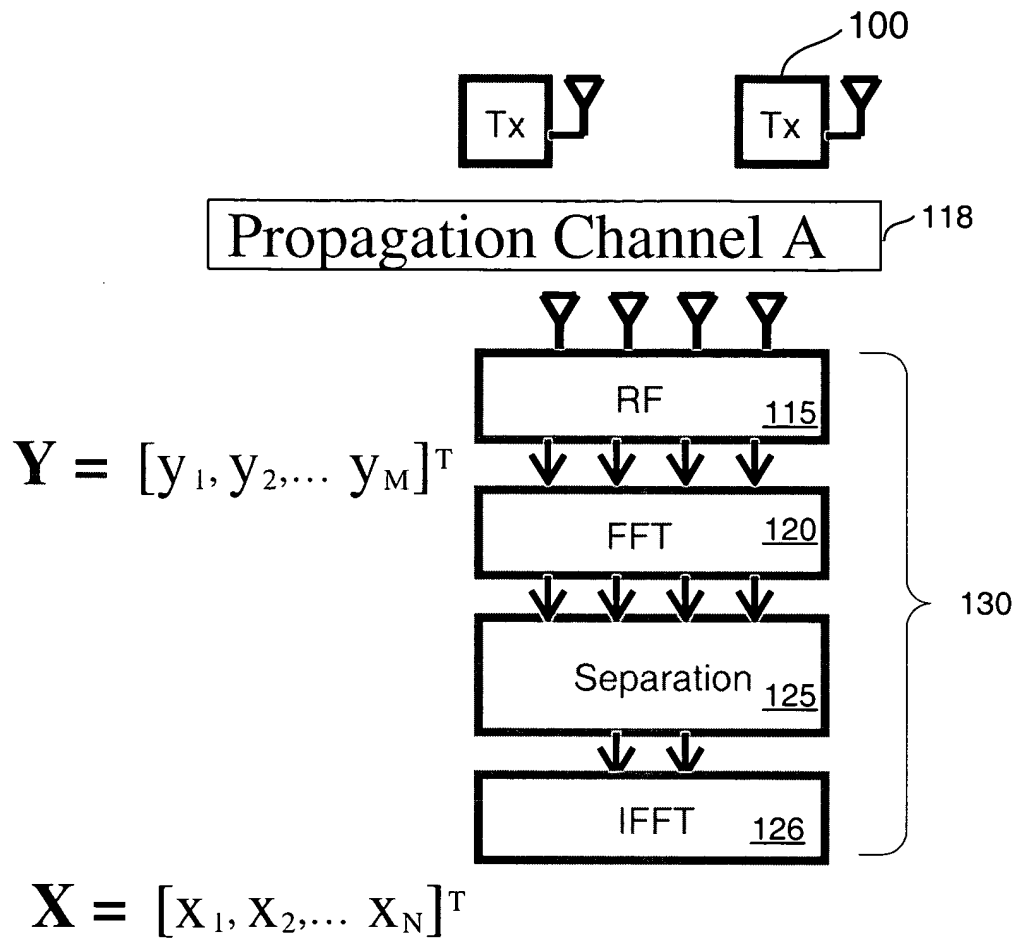 100
Tx
Tx
Propagation Channel A
118
RF
115
Y = [y1, y2,... yM]T
FFT
120
130
Separation
125
IFFT
126
X = [x1, x2,... xN]T